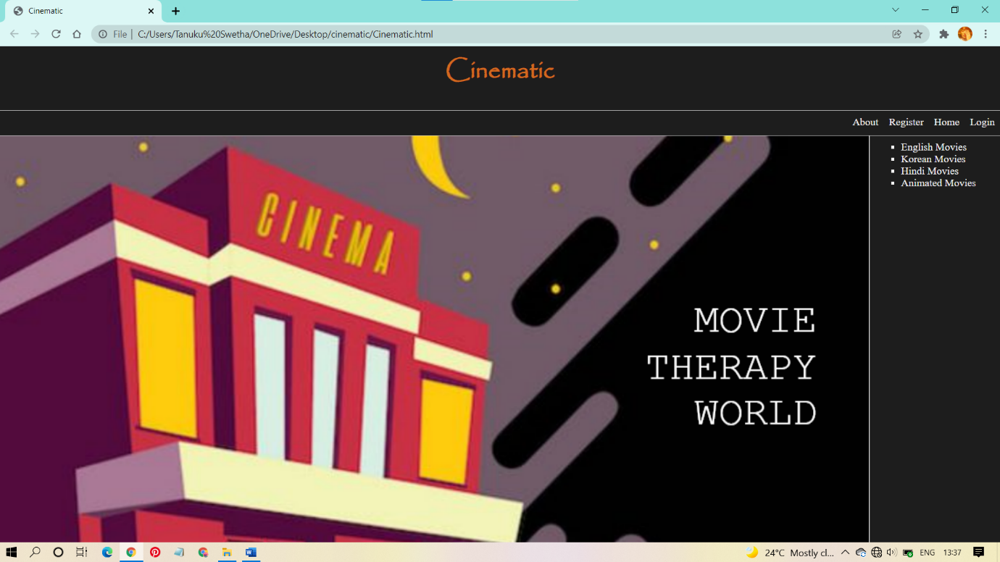 Cinematic
File
C:/Users/Tanuku%20Swetha/OneDrive/Desktop/cinematic/Cinematic.html
Cinematic
About Register Home Login
English Movies
Korean Movies
Hindi Movies
Animated Movies
CINEMA
MOVIE
THERAPY
WORLD
24°C Mostly cl... ENG 13:37